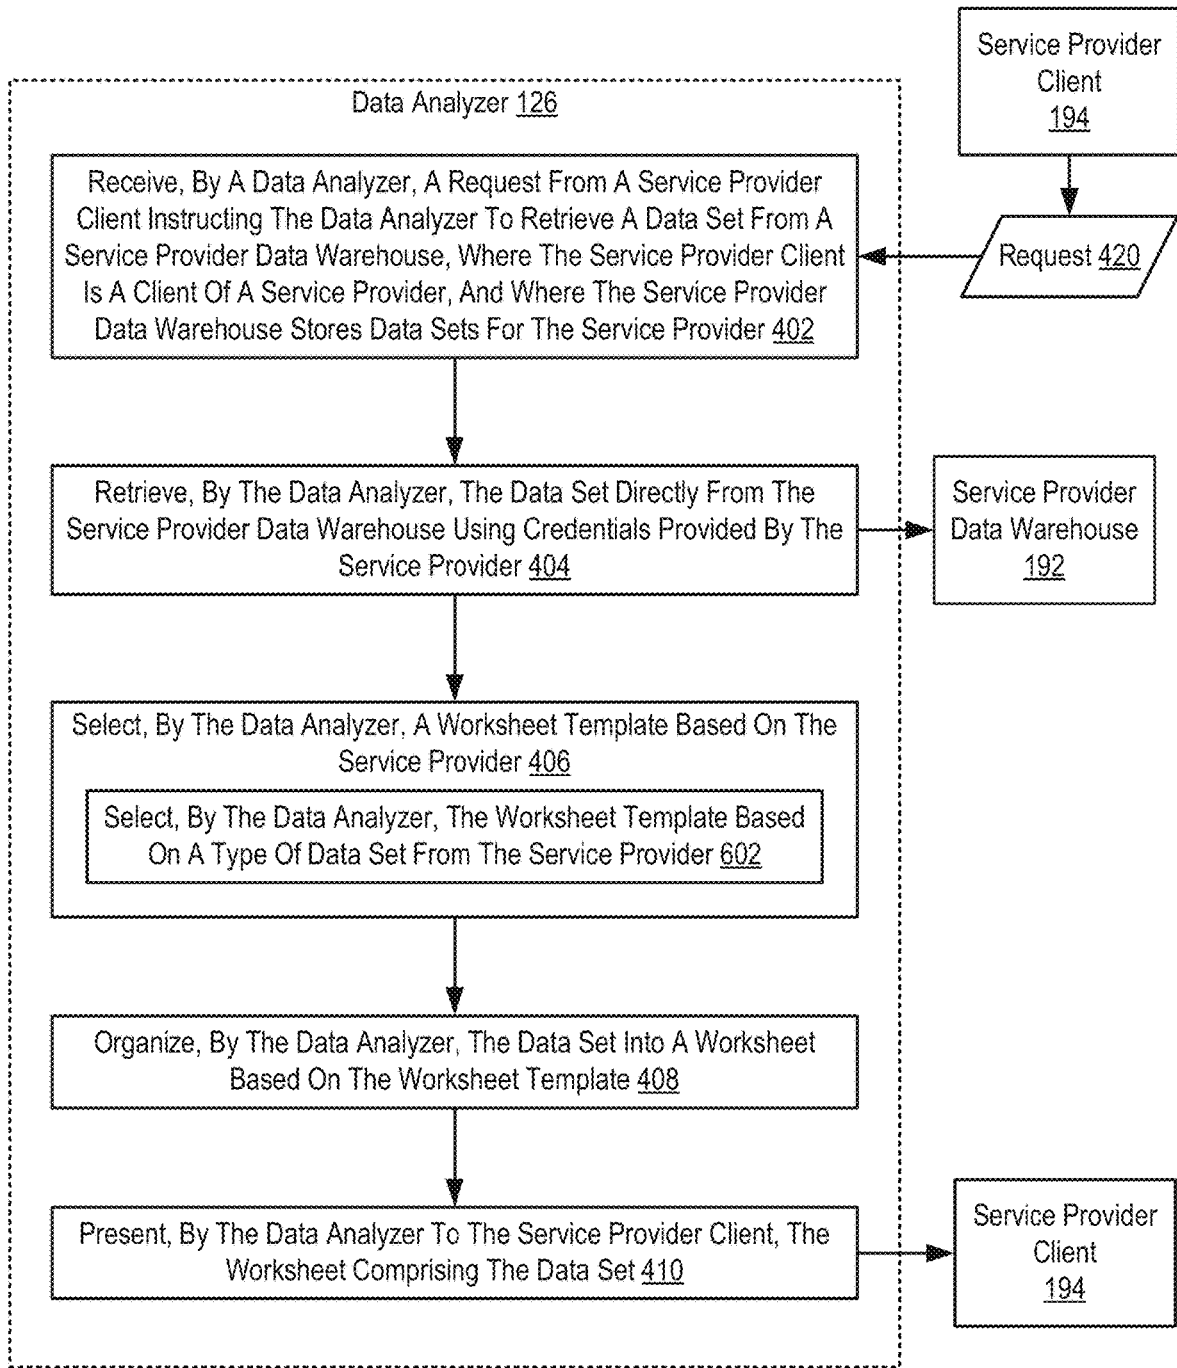 Service Provider
Client
194
Data Analyzer 126
Receive, By A Data Analyzer, A Request From A Service Provider
Client Instructing The Data Analyzer To Retrieve A Data Set From A
Service Provider Data Warehouse, Where The Service Provider Client
Is A Client Of A Service Provider, And Where The Service Provider
Data Warehouse Stores Data Sets For The Service Provider 402
Request 420
Retrieve, By The Data Analyzer, The Data Set Directly From The
Service Provider Data Warehouse Using Credentials Provided By The
Service Provider 404
Service Provider
Data Warehouse
192
Select, By The Data Analyzer, A Worksheet Template Based On The
Service Provider 406
Select, By The Data Analyzer, The Worksheet Template Based
On A Type Of Data Set From The Service Provider 602
Organize, By The Data Analyzer, The Data Set Into A Worksheet
Based On The Worksheet Template 408
Present, By The Data Analyzer To The Service Provider Client, The
Worksheet Comprising The Data Set 410
Service Provider
Client
194